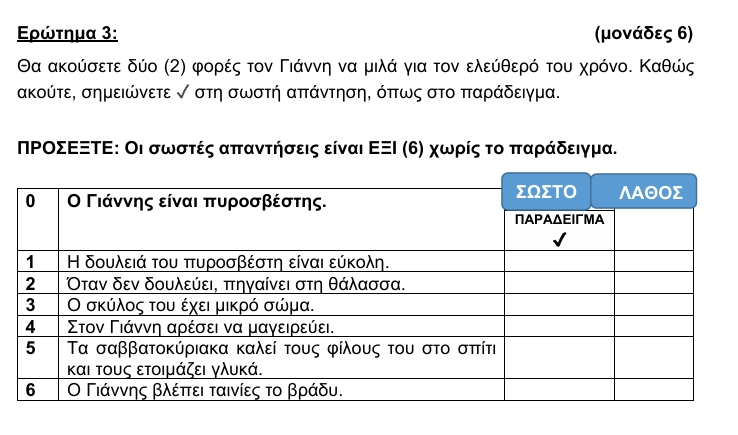 Ερώτημα 3: (μονάδες 6)
Θα ακούσετε δύο (2) φορές τον Γιάννη να μιλά για τον ελεύθερό του χρόνο. Καθώς
ακούτε, σημειώνετε ✓ στη σωστή απάντηση, όπως στο παράδειγμα.
ΠΡΟΣΕΞΤΕ: Οι σωστές απαντήσεις είναι ΕΞΙ (6) χωρίς το παράδειγμα.
ΣΩΣΤΟ ΛΑΘΟΣ
0 Ο Γιάννης είναι πυροσβέστης.
ΠΑΡΑΔΕΙΓΜΑ
✓
1 Η δουλειά του πυροσβέστη είναι εύκολη.
2 Όταν δεν δουλεύει, πηγαίνει στη θάλασσα.
3 Ο σκύλος του έχει μικρό σώμα.
4 Στον Γιάννη αρέσει να μαγειρεύει.
5 Τα σαββατοκύριακα καλεί τους φίλους του στο σπίτι
και τους ετοιμάζει γλυκά.
6 Ο Γιάννης βλέπει ταινίες το βράδυ.